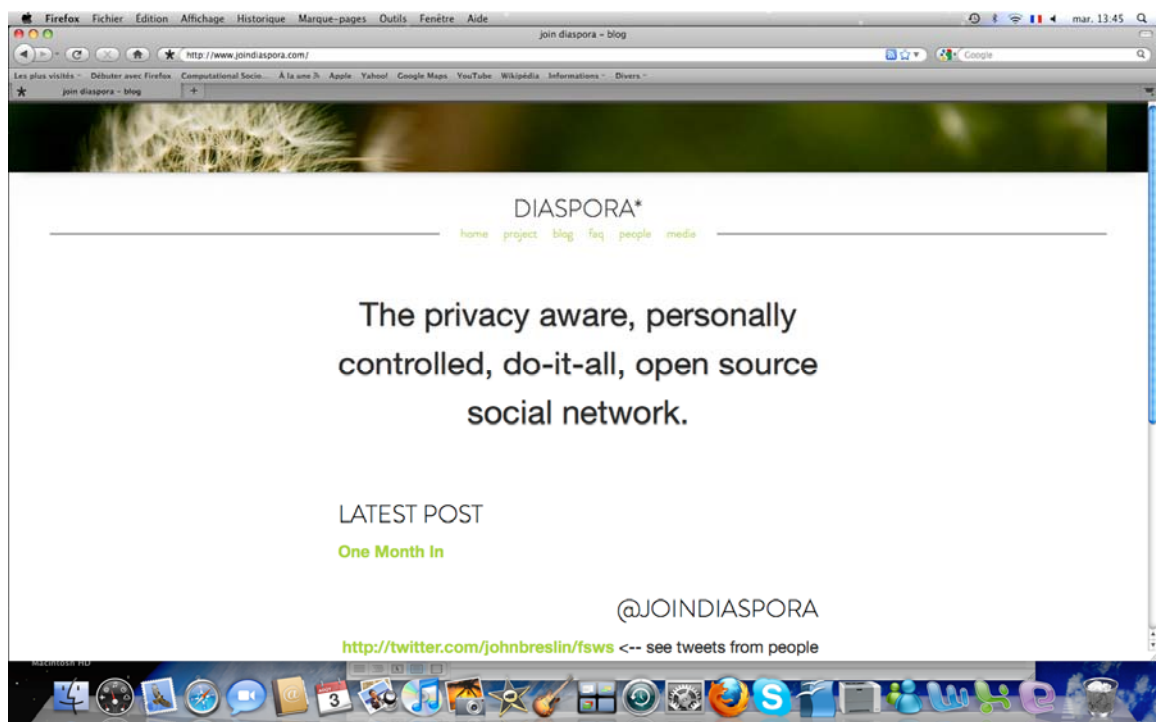 Firefox Fichier Édition Affichage Historique Marque-pages Outils Fenêtre Aide mar. 13:45
join diaspora – blog
http://www.joindiaspora.com/ Google
Les plus visités Débuter avec Firefox Computational Socio... À la une Apple Yahoo! Google Maps YouTube Wikipédia Informations Divers
join diaspora – blog +
DIASPORA*
home project blog faq people media
The privacy aware, personally
controlled, do-it-all, open source
social network.
LATEST POST
One Month In
@JOINDIASPORA
http://twitter.com/johnbreslin/fsws <-- see tweets from people
Macintosh HD
3